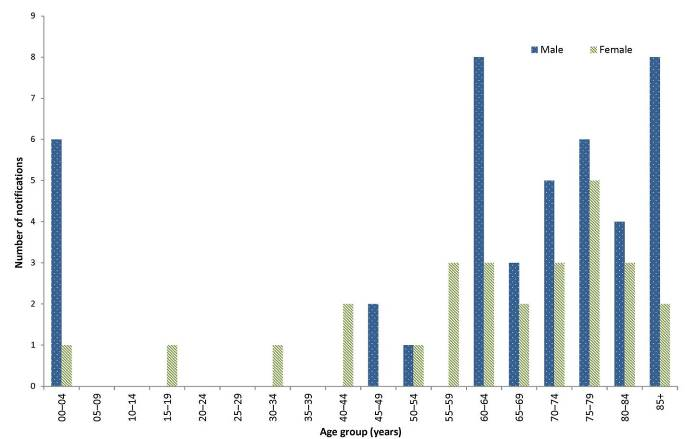 9
Male Female
8
7
6
5
4
3
2
1
0
Number of notifications
00–04 05–09 10–14 15–19 20–24 25–29 30–34 35–39 40–44 45–49 50–54 55–59 60–64 65–69 70–74 75–79 80–84 85+
Age group (years)